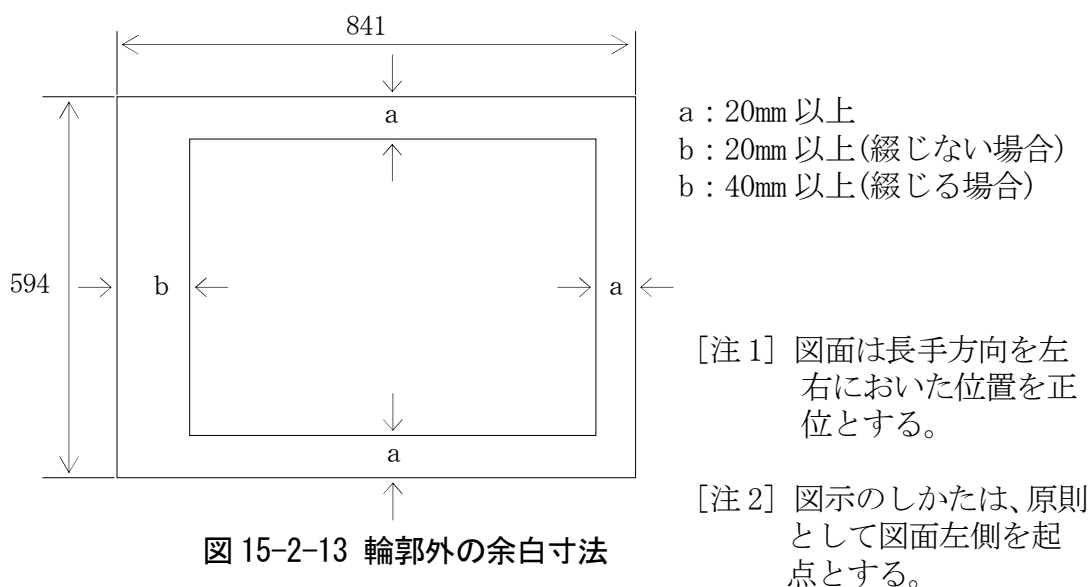 841
a
a：20mm 以上
b：20mm 以上(綴じない場合)
b：40mm 以上(綴じる場合)
594
b
a
［注 1］図面は長手方向を左
右においた位置を正
位とする。
a
［注 2］図示のしかたは、原則
として図面左側を起
点とする。
図 15-2-13 輪郭外の余白寸法